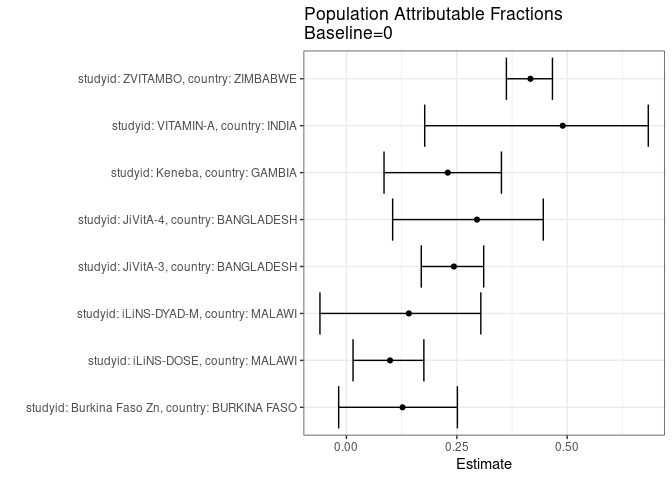 Population Attributable Fractions
Baseline=0
studyid: ZVITAMBO, country: ZIMBABWE
studyid: VITAMIN-A, country: INDIA
studyid: Keneba, country: GAMBIA
studyid: JiVitA-4, country: BANGLADESH
studyid: JiVitA-3, country: BANGLADESH
studyid: iLiNS-DYAD-M, country: MALAWI
studyid: iLiNS-DOSE, country: MALAWI
studyid: Burkina Faso Zn, country: BURKINA FASO
0.00 0.25 0.50
Estimate